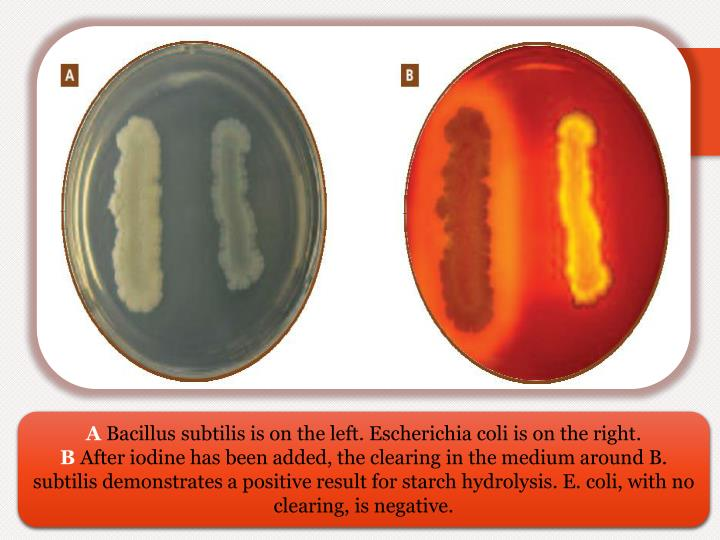 A
B
A Bacillus subtilis is on the left. Escherichia coli is on the right.
B After iodine has been added, the clearing in the medium around B.
subtilis demonstrates a positive result for starch hydrolysis. E. coli, with no
clearing, is negative.